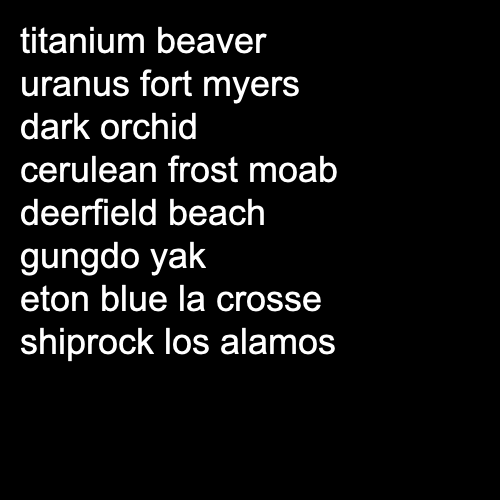 titanium beaver
uranus fort myers
dark orchid
cerulean frost moab
deerfield beach
gungdo yak
eton blue la crosse
shiprock los alamos